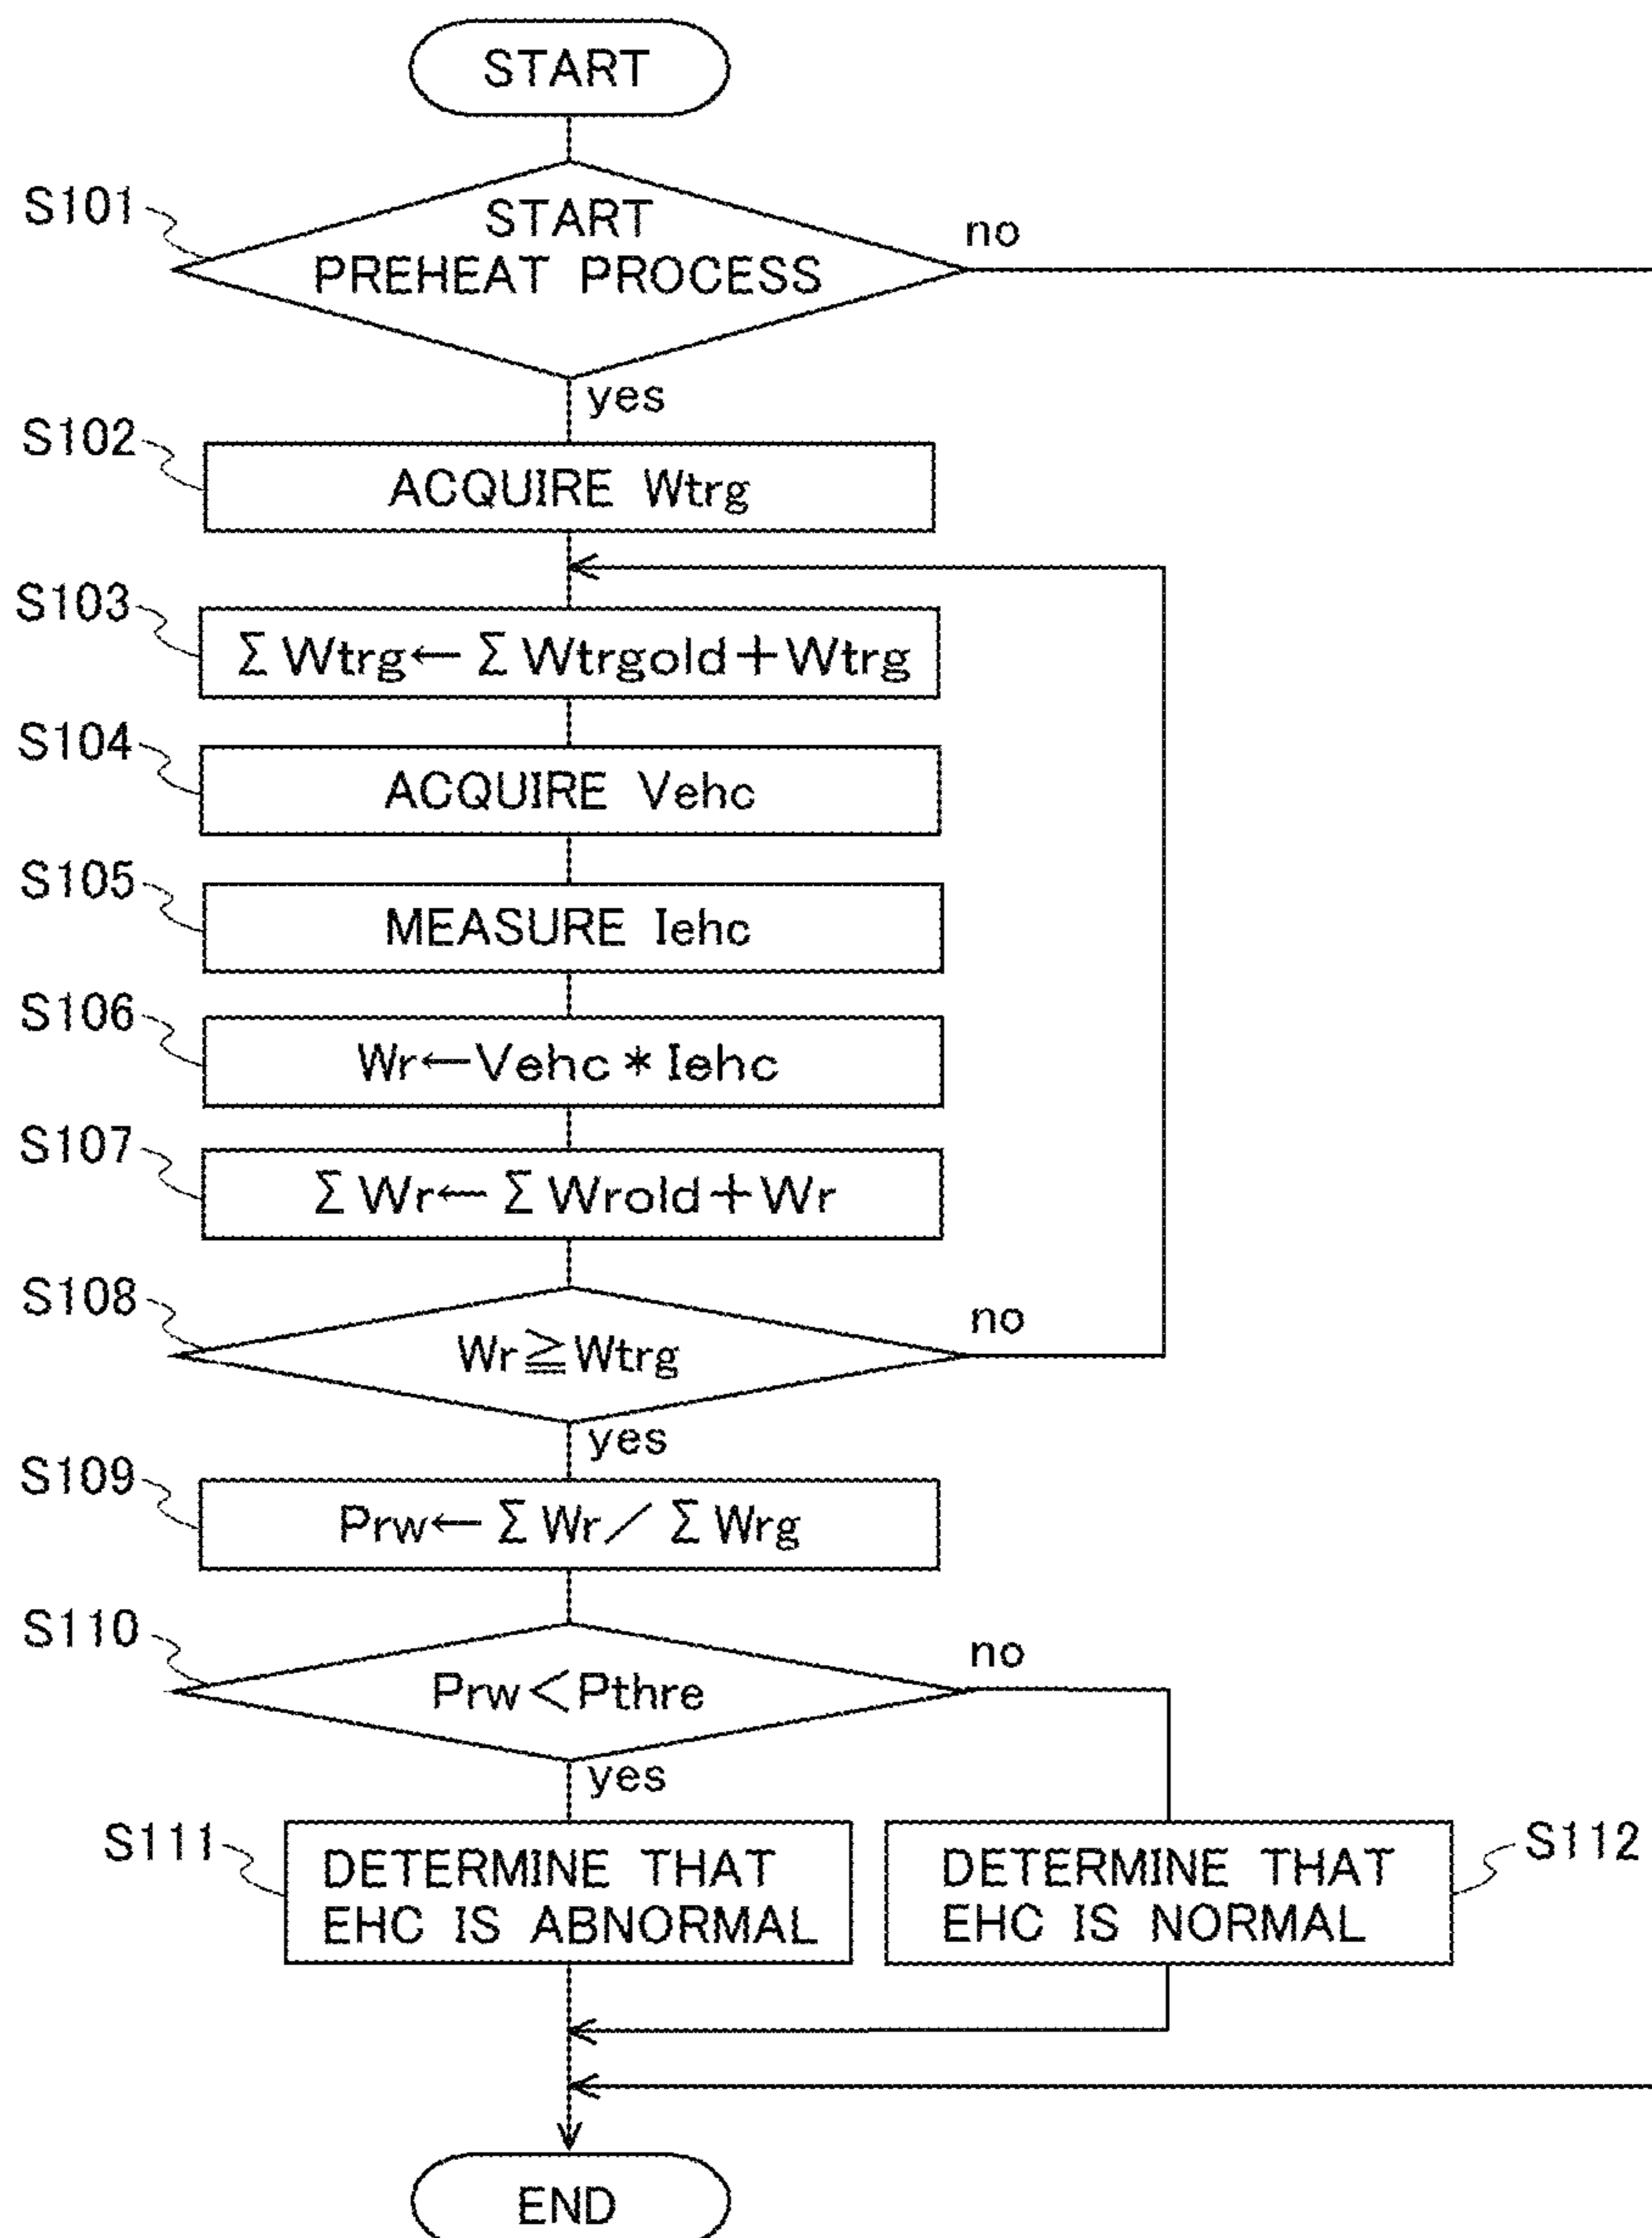 START
S101
START
PREHEAT PROCESS
no
yes
S102
ACQUIRE Wtrg
S103
ΣWtrg←ΣWtrgold+Wtrg
S104
ACQUIRE Vehc
S105
MEASURE Iehc
S106
Wr←Vehc*Iehc
S107
ΣWr←ΣWrold+Wr
S108
Wr≧Wtrg
no
yes
S109
Prw←ΣWr/ΣWrg
S110
Prw<Pthre
no
yes
S111
DETERMINE THAT
EHC IS ABNORMAL
DETERMINE THAT
EHC IS NORMAL
S112
END